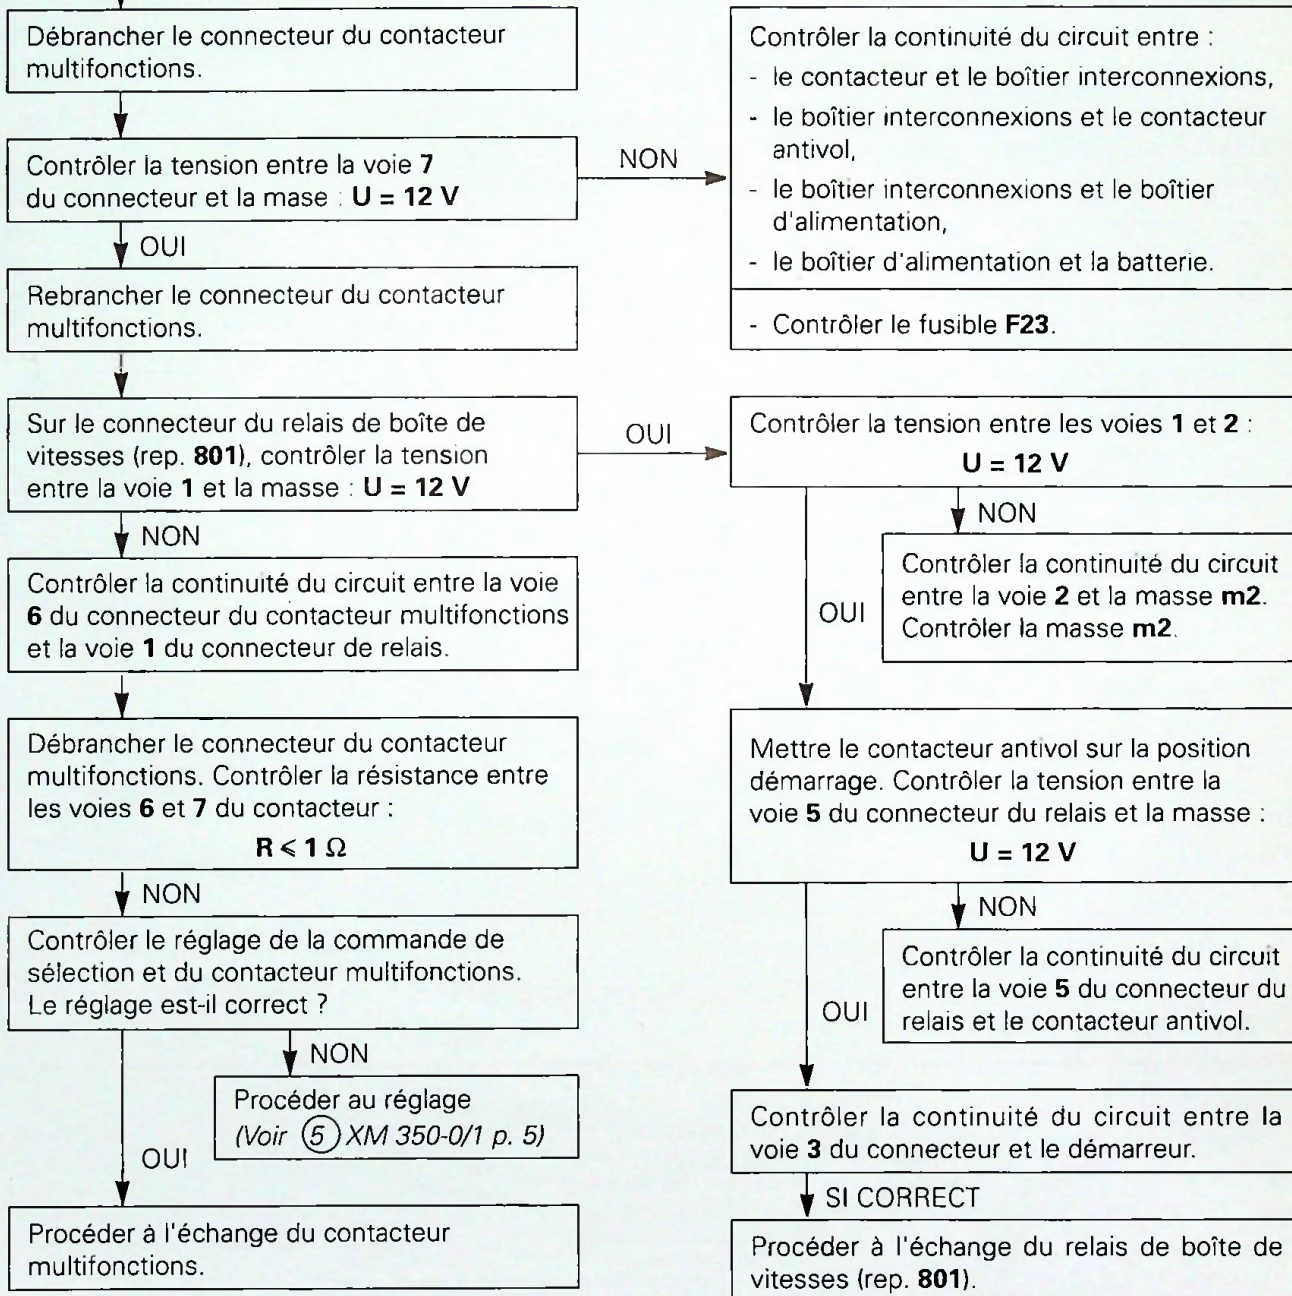 Débrancher le connecteur du contacteur
multifonctions.
Contrôler la tension entre la voie 7
du connecteur et la mase : U = 12 V
NON
Contrôler la continuité du circuit entre :
- le contacteur et le boîtier interconnexions,
- le boîtier interconnexions et le contacteur
antivol,
- le boîtier interconnexions et le boîtier
d'alimentation,
- le boîtier d'alimentation et la batterie.
- Contrôler le fusible F23.
OUI
Rebrancher le connecteur du contacteur
multifonctions.
Sur le connecteur du relais de boîte de
vitesses (rep. 801), contrôler la tension
entre la voie 1 et la masse : U = 12 V
OUI
Contrôler la tension entre les voies 1 et 2 :
U = 12 V
NON
Contrôler la continuité du circuit
entre la voie 2 et la masse m2.
Contrôler la masse m2.
OUI
NON
Contrôler la continuité du circuit entre la voie
6 du connecteur du contacteur multifonctions
et la voie 1 du connecteur de relais.
Débrancher le connecteur du contacteur
multifonctions. Contrôler la résistance entre
les voies 6 et 7 du contacteur :
R ⩽ 1 Ω
Mettre le contacteur antivol sur la position
démarrage. Contrôler la tension entre la
voie 5 du connecteur du relais et la masse :
U = 12 V
NON
Contrôler le réglage de la commande de
sélection et du contacteur multifonctions.
Le réglage est-il correct ?
NON
Procéder au réglage
(Voir ⑤ XM 350-0/1 p. 5)
OUI
Procéder à l'échange du contacteur
multifonctions.
NON
Contrôler la continuité du circuit
entre la voie 5 du connecteur du
relais et le contacteur antivol.
OUI
Contrôler la continuité du circuit entre la
voie 3 du connecteur et le démarreur.
SI CORRECT
Procéder à l'échange du relais de boîte de
vitesses (rep. 801).